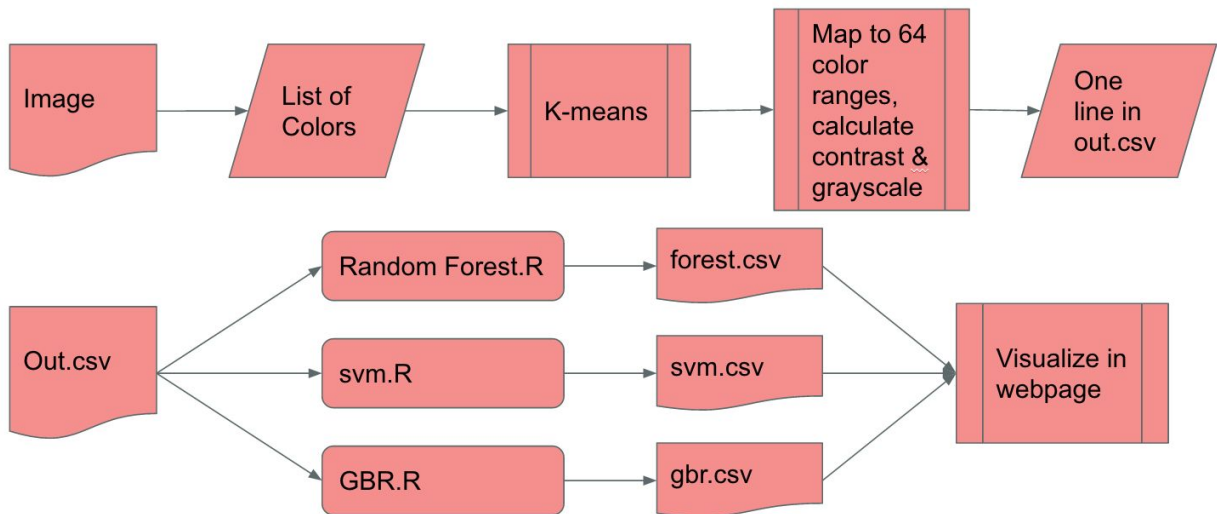 Image
List of
Colors
K-means
Map to 64
color
ranges,
calculate
contrast &
grayscale
One
line in
out.csv
Out.csv
Random Forest.R
forest.csv
svm.R
svm.csv
GBR.R
gbr.csv
Visualize in
webpage